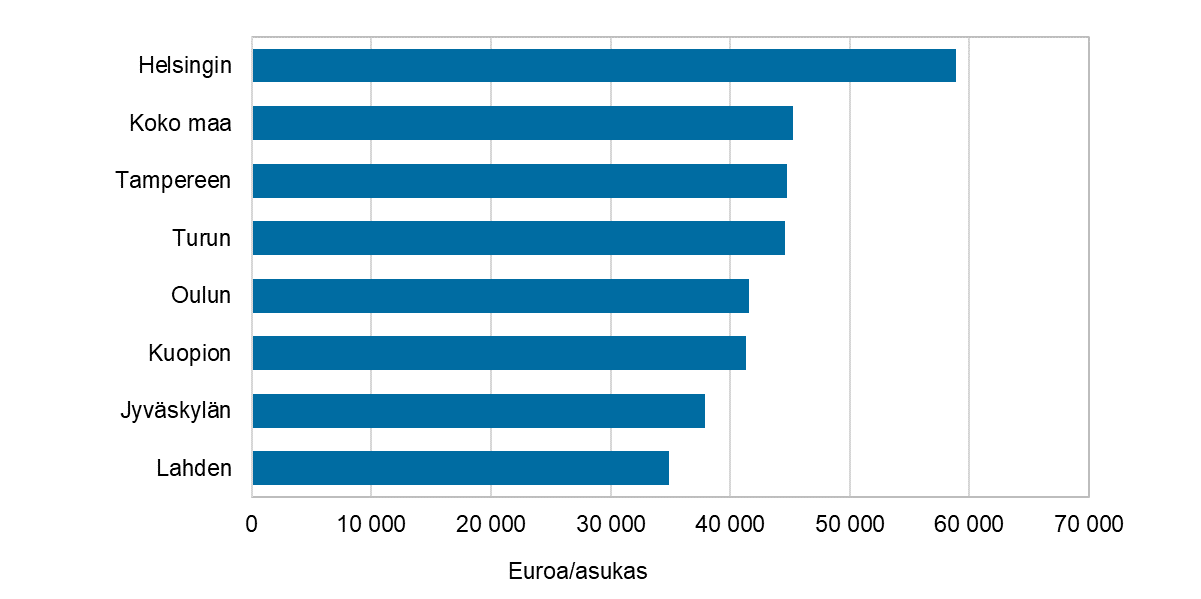 Helsingin
Koko maa
Tampereen
Turun
Oulun
Kuopion
Jyväskylän
Lahden
0 10 000 20 000 30 000 40 000 50 000 60 000 70 000
Euroa/asukas